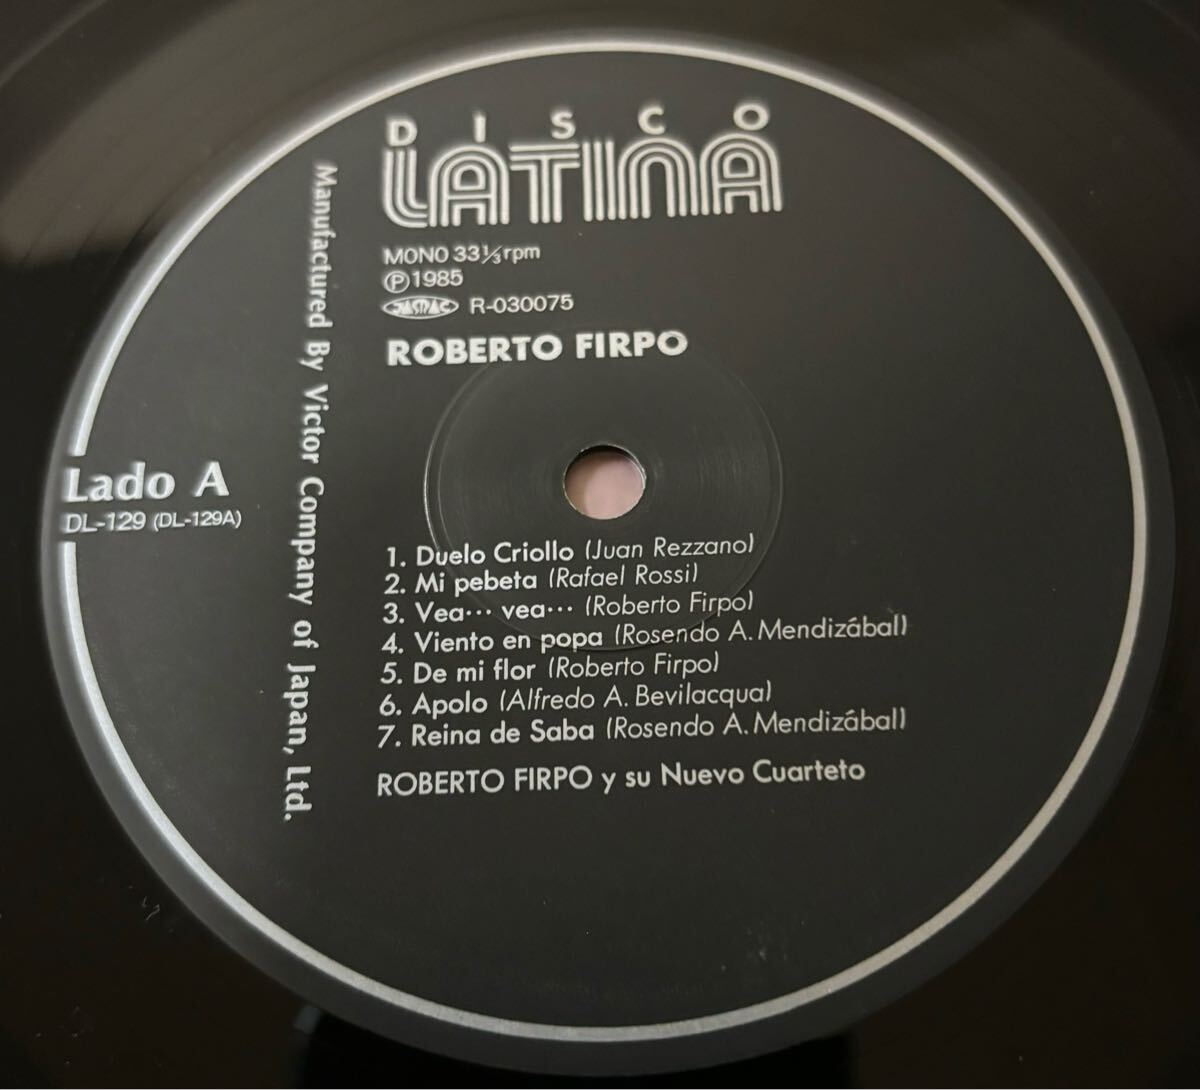 DISCO
LATINA
MONO 33⅓rpm
Ⓟ1985
JASRAC R-030075
ROBERTO FIRPO
Manufactured By Victor Company of Japan, Ltd.
Lado A
DL-129 (DL-129A)
1. Duelo Criollo (Juan Rezzano)
2. Mi pebeta (Rafael Rossi)
3. Vea··· vea··· (Roberto Firpo)
4. Viento en popa (Rosendo A. Mendizábal)
5. De mi flor (Roberto Firpo)
6. Apolo (Alfredo A. Bevilacqua)
7. Reina de Saba (Rosendo A. Mendizábal)
ROBERTO FIRPO y su Nuevo Cuarteto